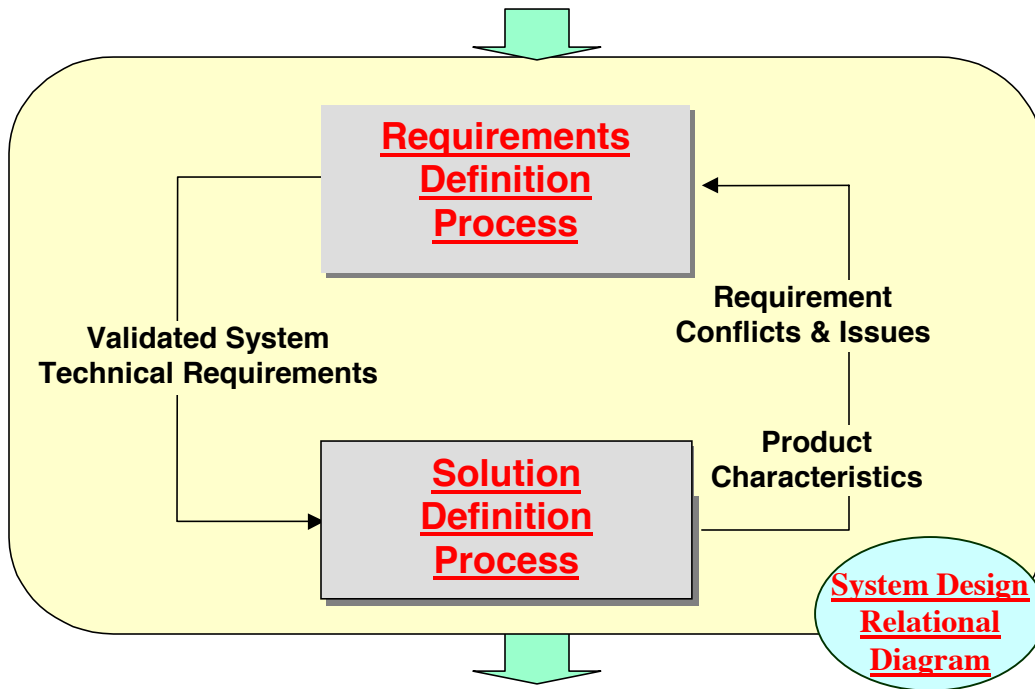 Requirements
Definition
Process
Validated System
Technical Requirements
Requirement
Conflicts & Issues
Product
Characteristics
Solution
Definition
Process
System Design
Relational
Diagram